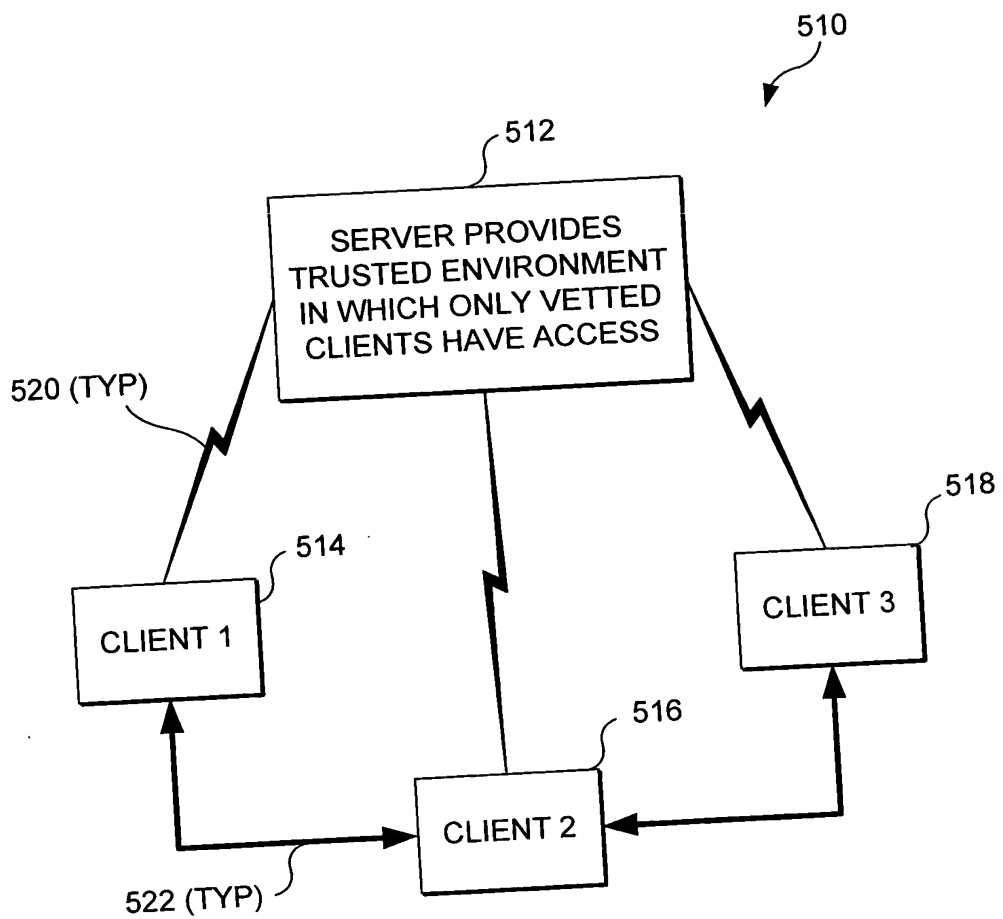 510
512
SERVER PROVIDES
TRUSTED ENVIRONMENT
IN WHICH ONLY VETTED
CLIENTS HAVE ACCESS
520 (TYP)
514
518
CLIENT 1
CLIENT 3
516
CLIENT 2
522 (TYP)